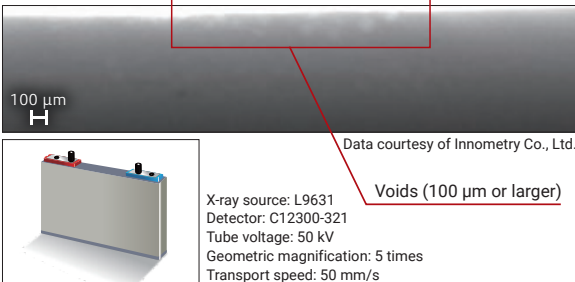 100 μm
Data courtesy of Innometry Co., Ltd.
Voids (100 μm or larger)
X-ray source: L9631
Detector: C12300-321
Tube voltage: 50 kV
Geometric magnification: 5 times
Transport speed: 50 mm/s